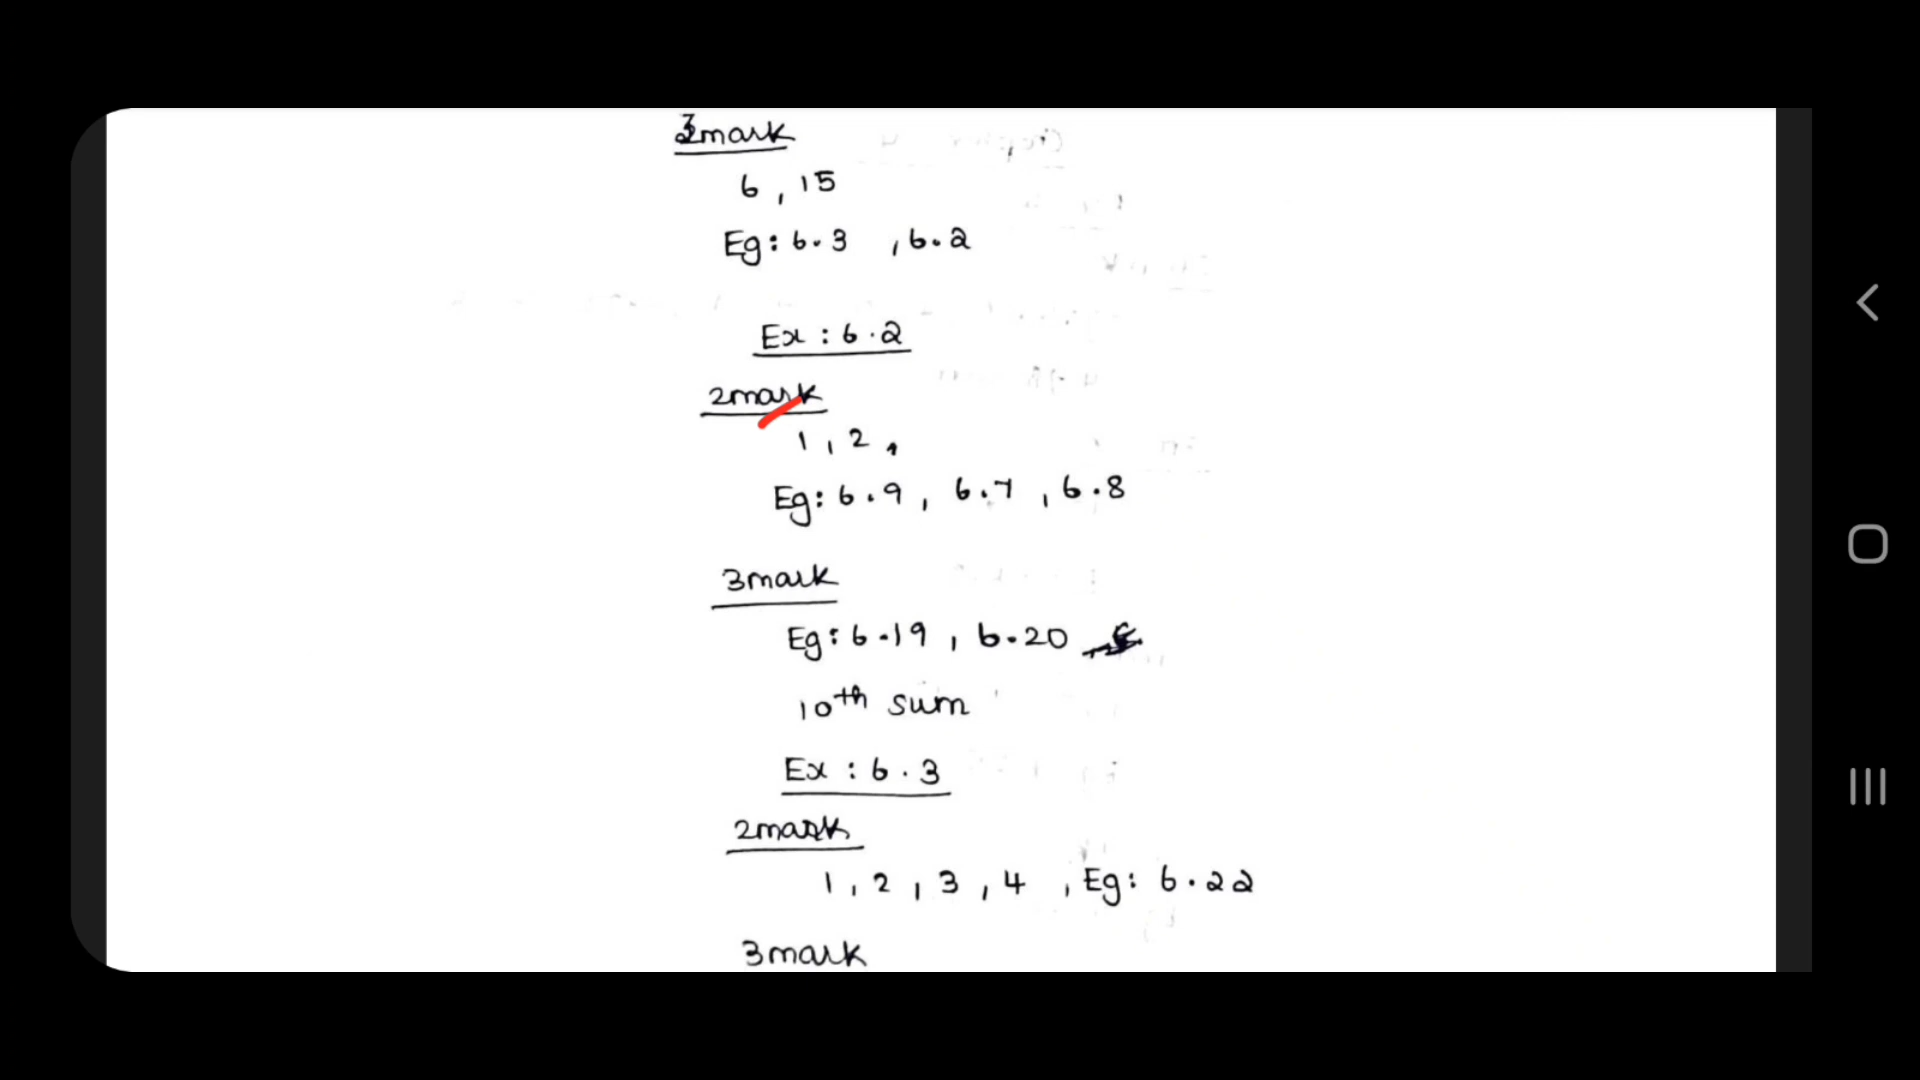 3mark
6, 15
Eg: 6.3, 6.2
Ex: 6.2
2mark
1, 2,
Eg: 6.9, 6.7, 6.8
3mark
Eg: 6.19, 6.20
10th sum
Ex: 6.3
2mark
1, 2, 3, 4, Eg: 6.22
3mark